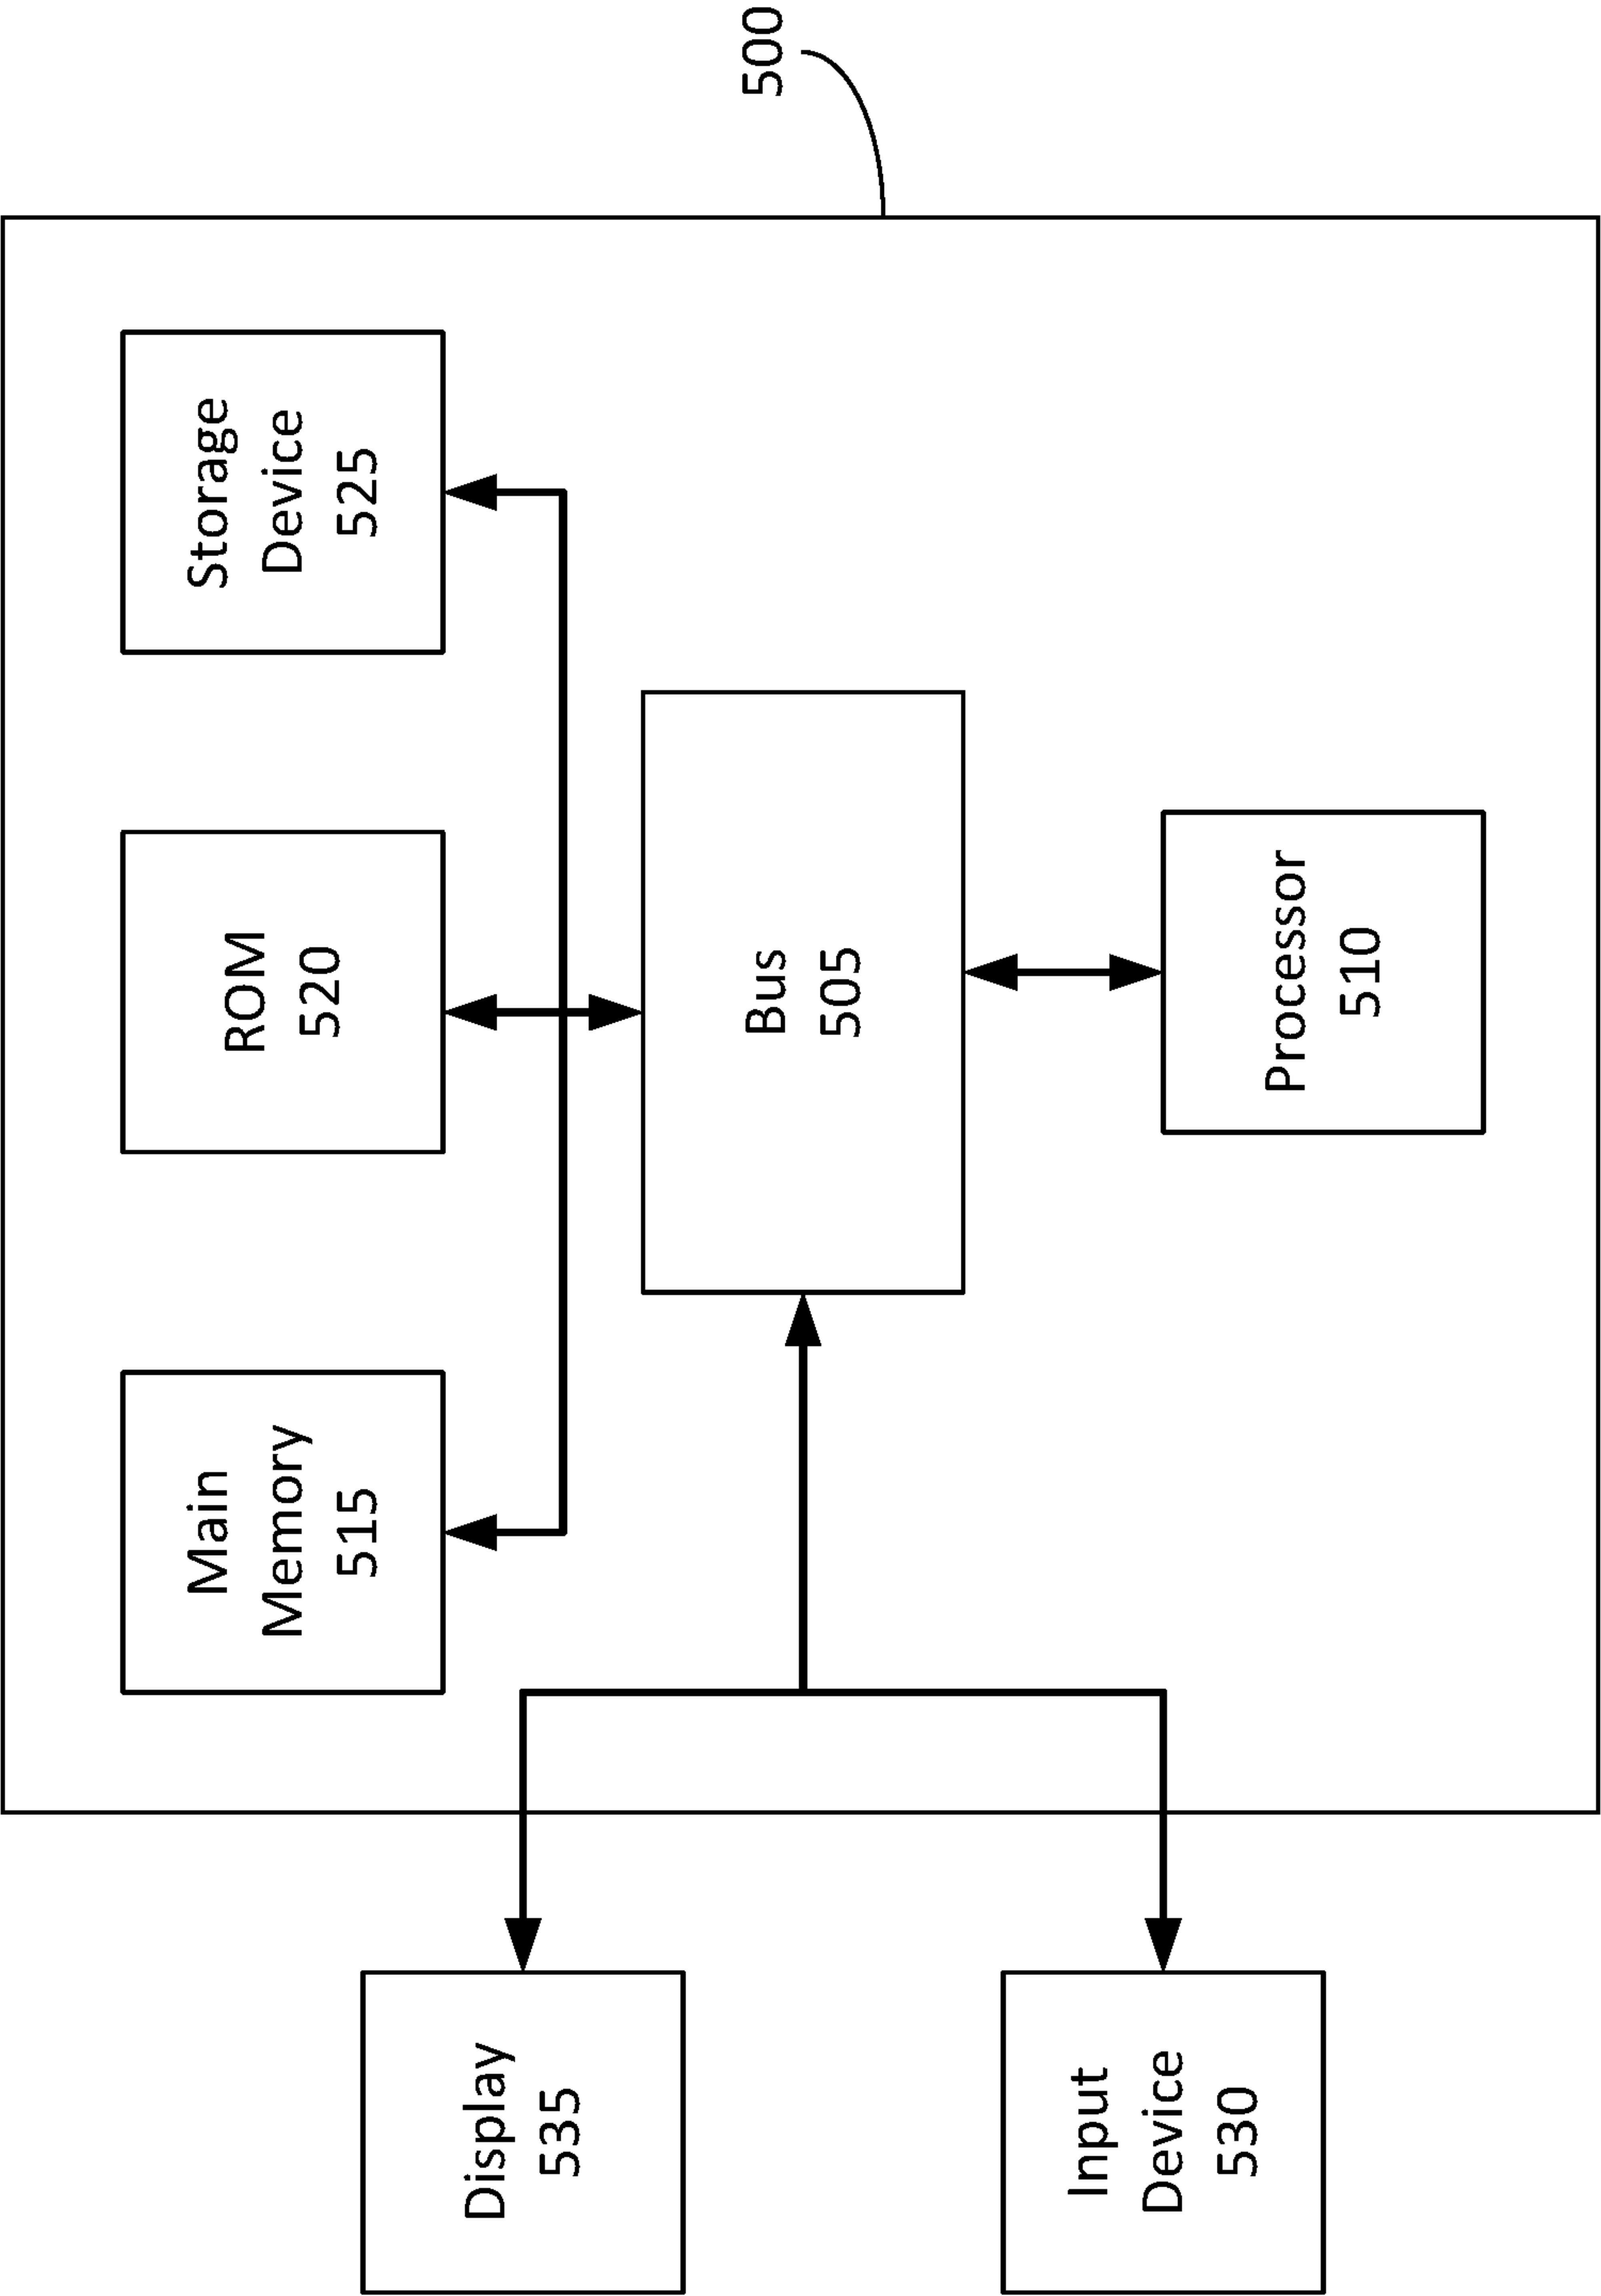 500
Main
Memory
515
ROM
520
Storage
Device
525
Display
535
Bus
505
Input
Device
530
Processor
510